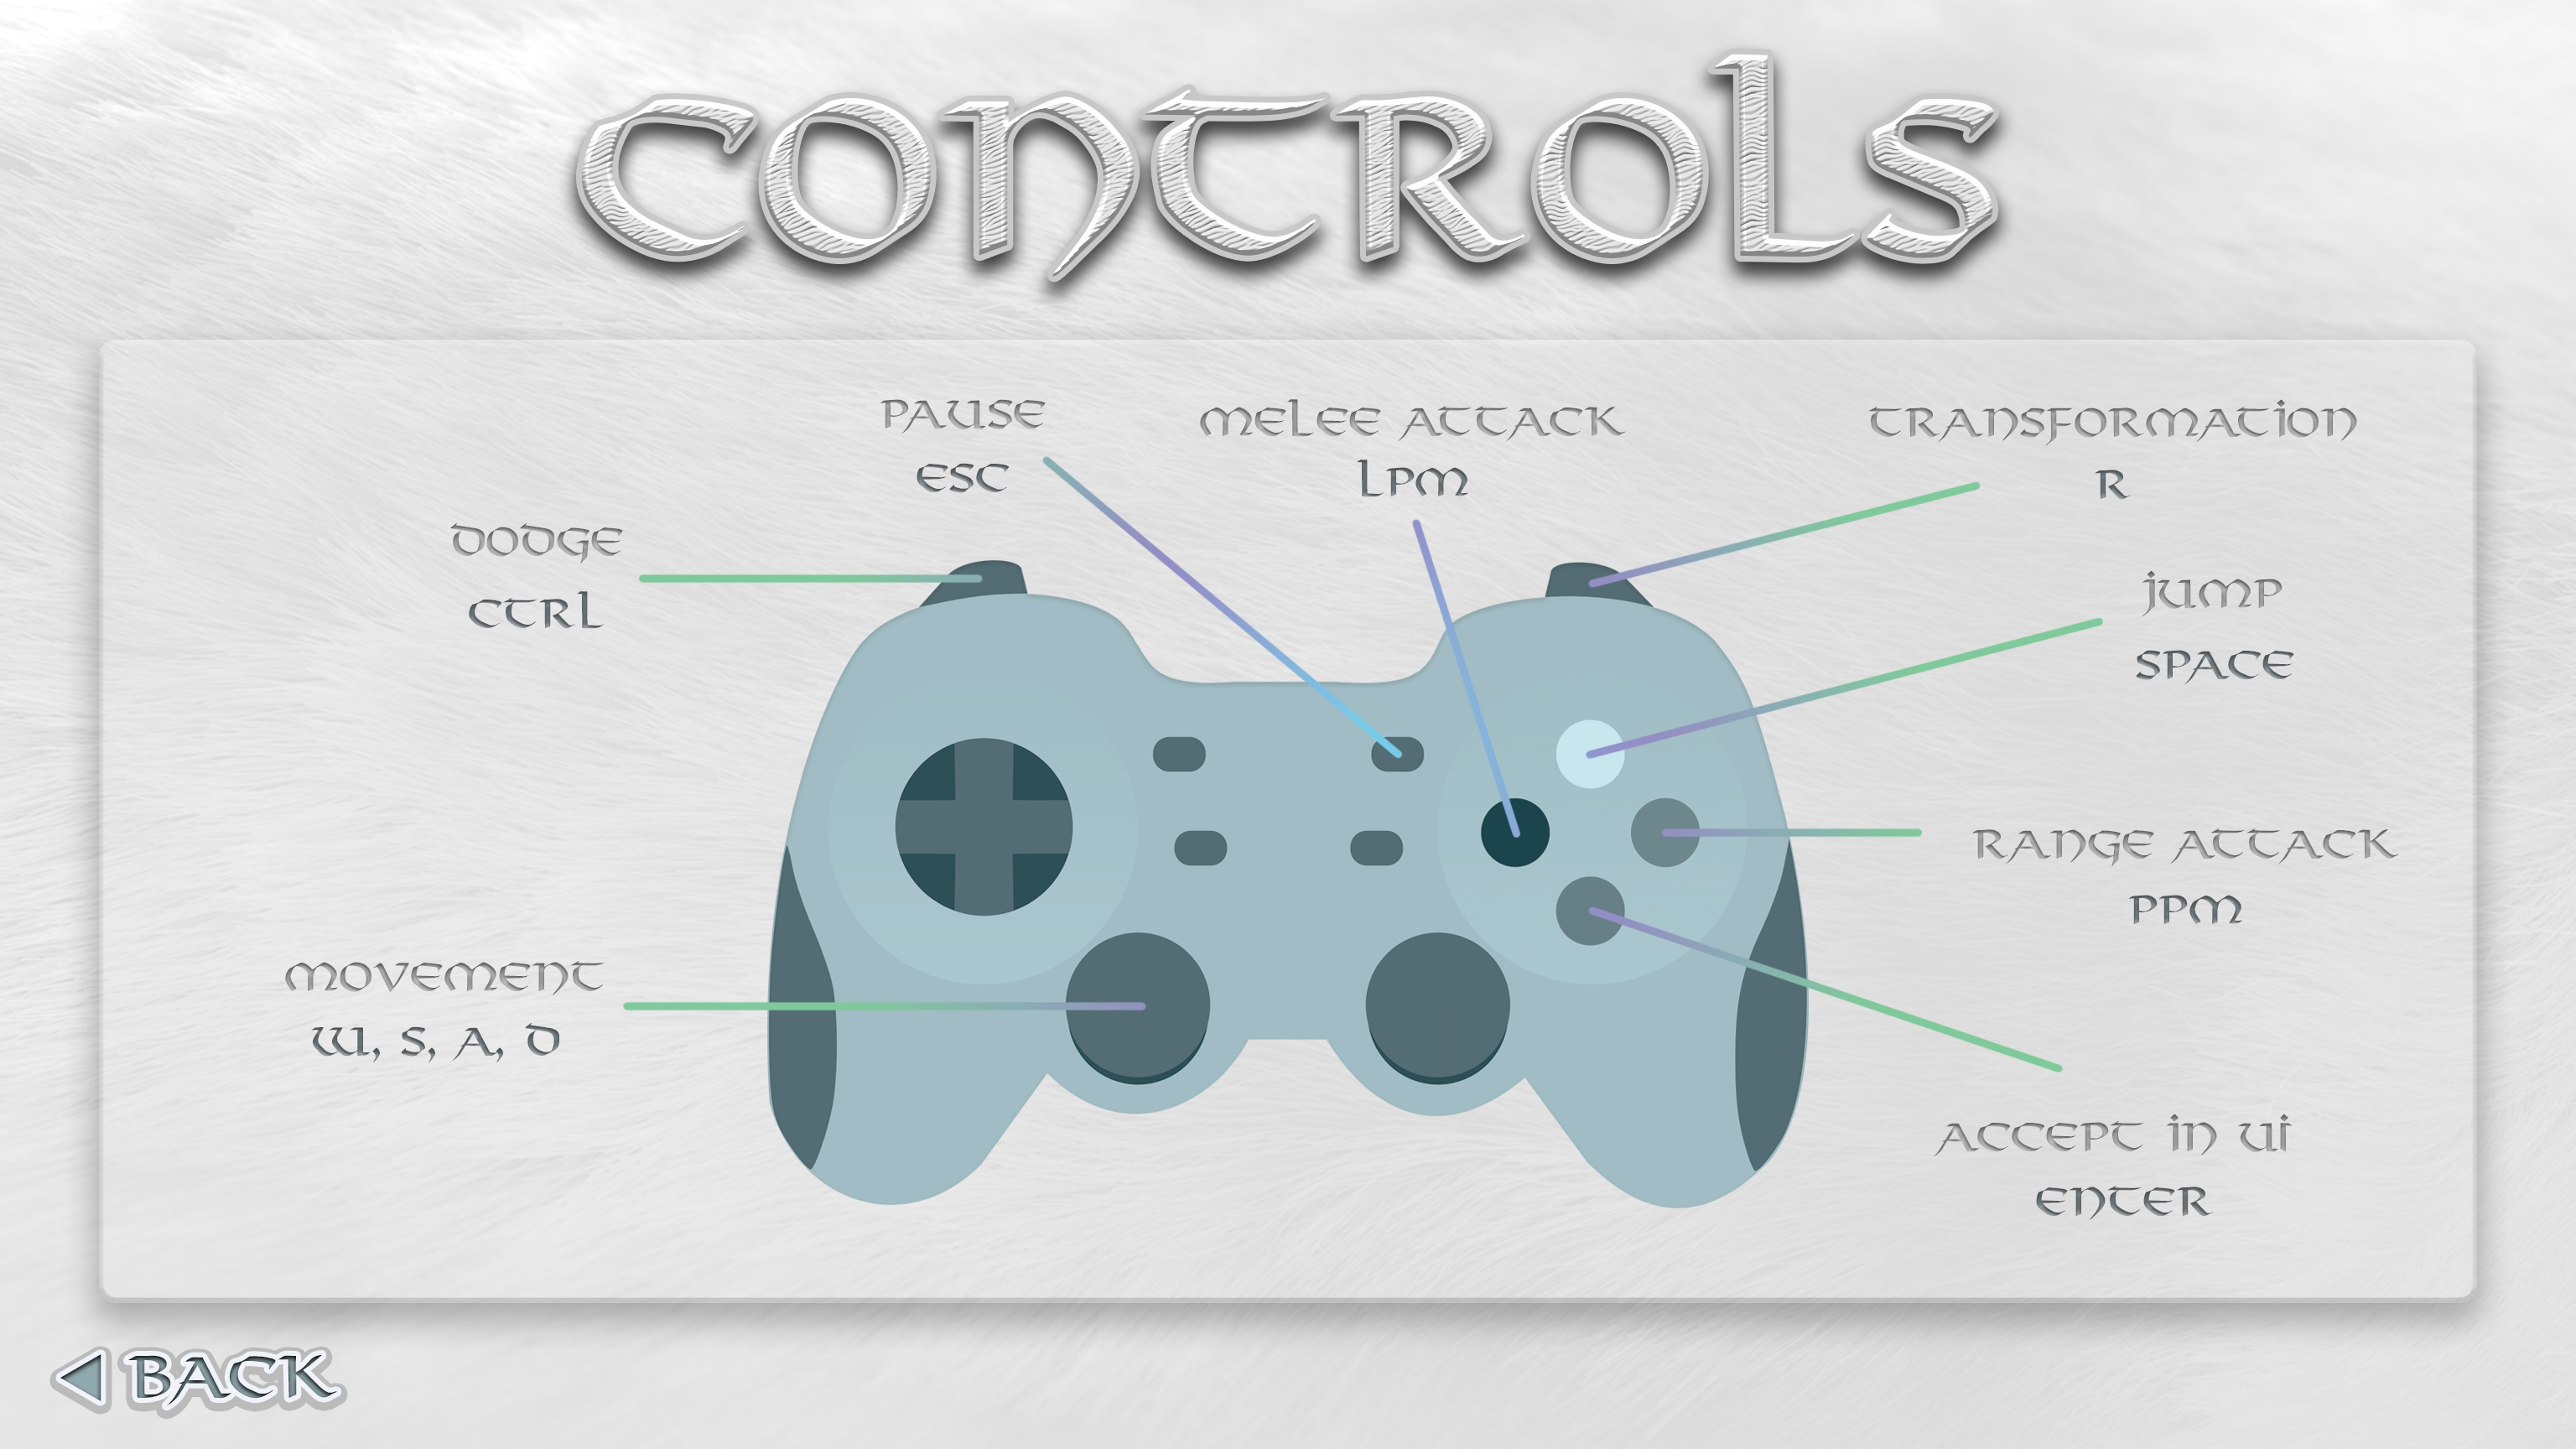 CONTROLS
PAUSE
ESC
MELEE ATTACK
LPM
TRANSFORMATION
R
DODGE
CTRL
JUMP
SPACE
RANGE ATTACK
PPM
MOVEMENT
W, S, A, D
ACCEPT IN UI
ENTER
BACK